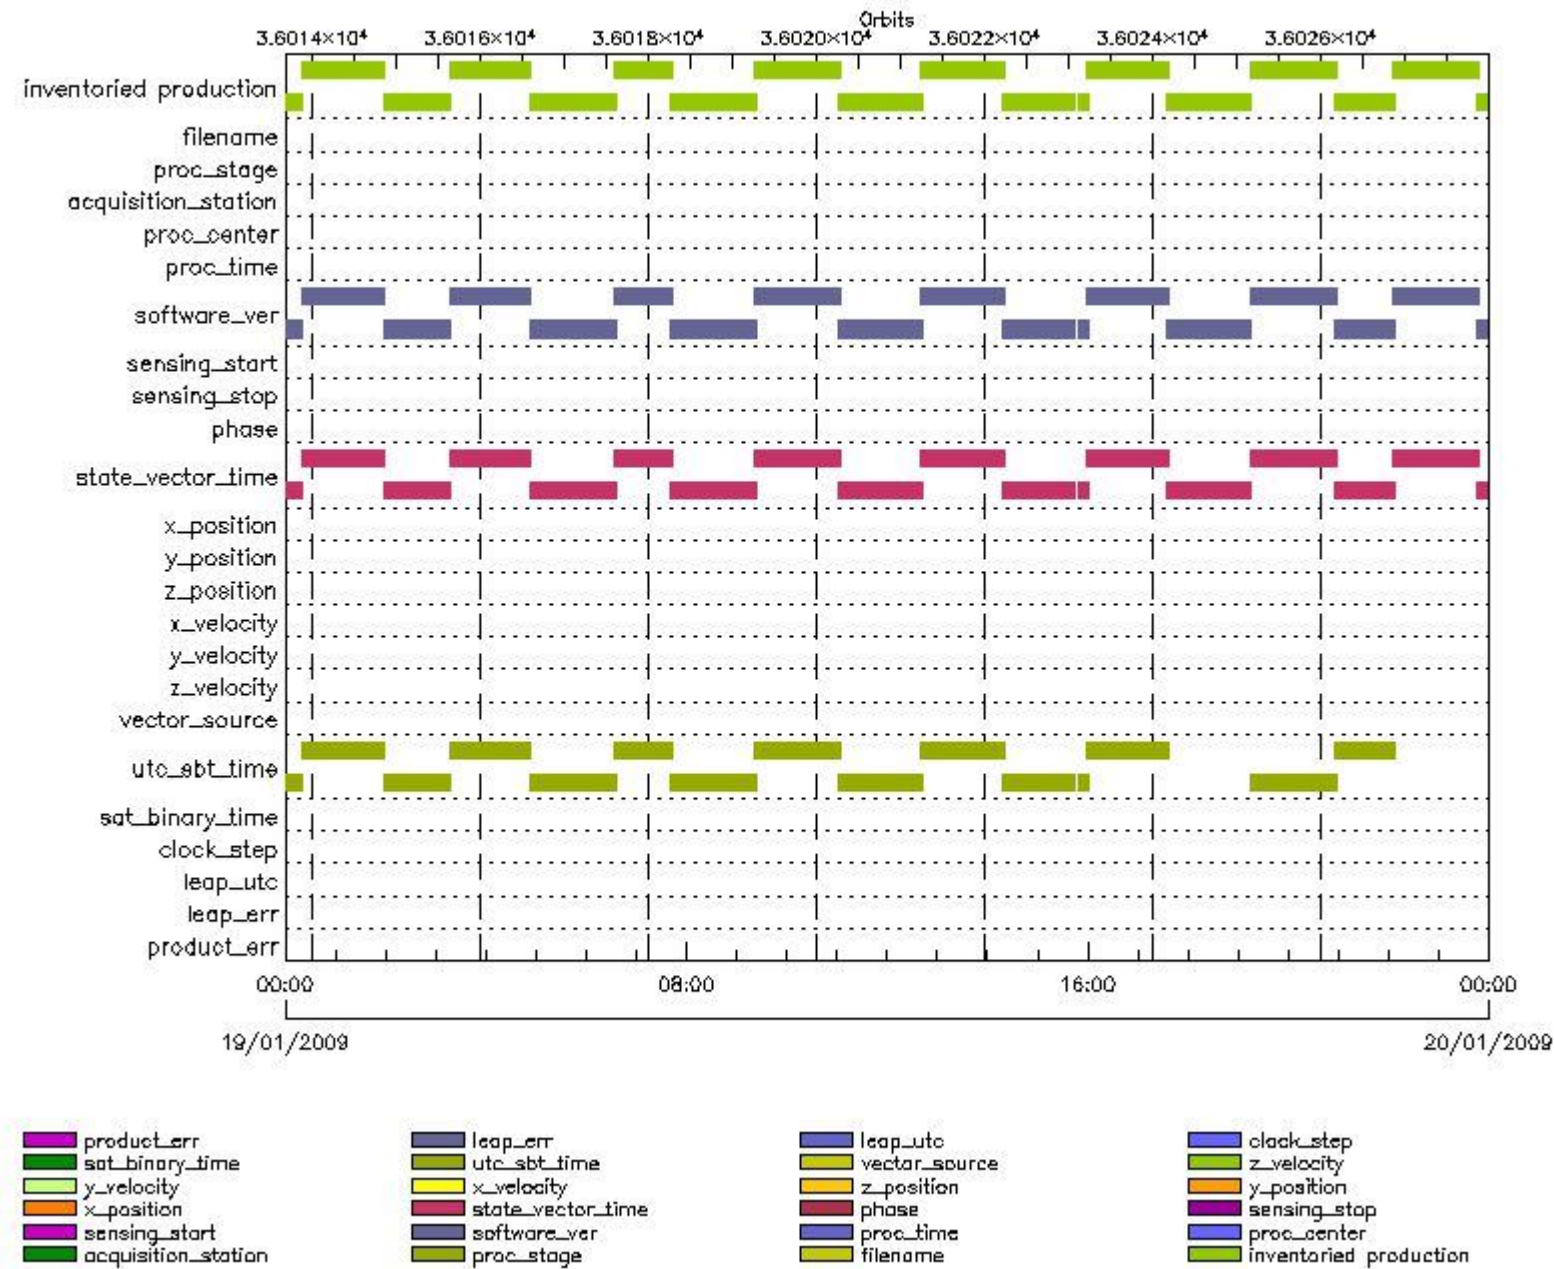 Orbits
3.6014×10⁴ 3.6016×10⁴ 3.6018×10⁴ 3.6020×10⁴ 3.6022×10⁴ 3.6024×10⁴ 3.6026×10⁴
inventoried production
filename
proc_stage
acquisition_station
proc_center
proc_time
software_ver
sensing_start
sensing_stop
phase
state_vector_time
x_position
y_position
z_position
x_velocity
y_velocity
z_velocity
vector_source
utc_sbt_time
sat_binary_time
clock_step
leap_utc
leap_err
product_err
00:00 08:00 16:00 00:00
19/01/2009 20/01/2009
product_err leap_err leap_utc clock_step
sat_binary_time utc_sbt_time vector_source z_velocity
y_velocity x_velocity z_position y_position
x_position state_vector_time phase sensing_stop
sensing_start software_ver proc_time proc_center
acquisition_station proc_stage filename inventoried production